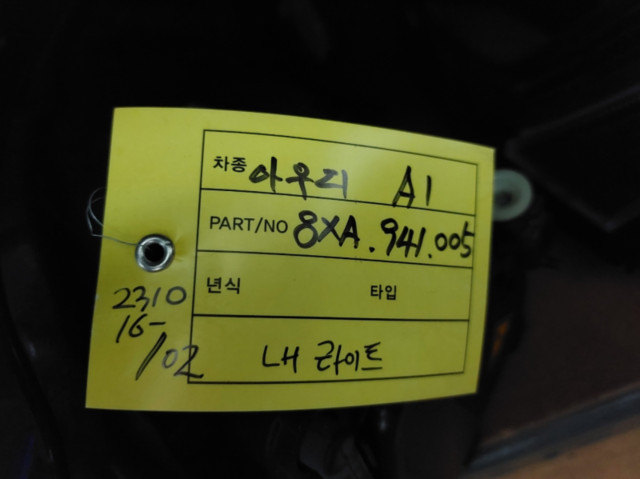 차종 아우디 A1
PART/NO 8XA.941.005
년식 타입
LH 라이트
2310
16-
/02